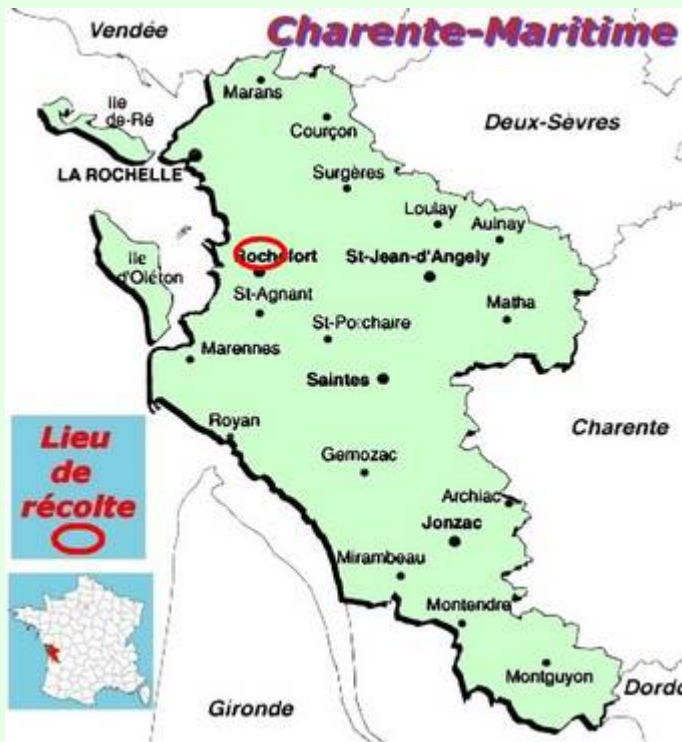 Charente-Maritime
Vendée
Marans
Ile
de-Ré
Courçon
Deux-Sèvres
LA ROCHELLE
Surgères
Loulay
Aulnay
Rochefort
St-Jean-d'Angely
Ile
d'Oléron
St-Agnant
Matha
St-Porchaire
Marennes
Saintes
Royan
Charente
Lieu
de
récolte
Gemozac
Archiac
Jonzac
Mirambeau
Montendre
Montguyon
Dordo
Gironde